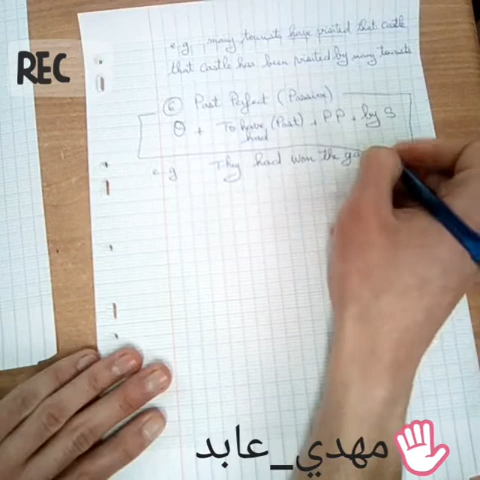 REC
e.g., many tourists have visited that castle
that castle has been visited by many tourists
⑥ Past Perfect (Passive)
O + To have (Past) + P P + by S
had
e.g They had won the ga
مهدي_عابد